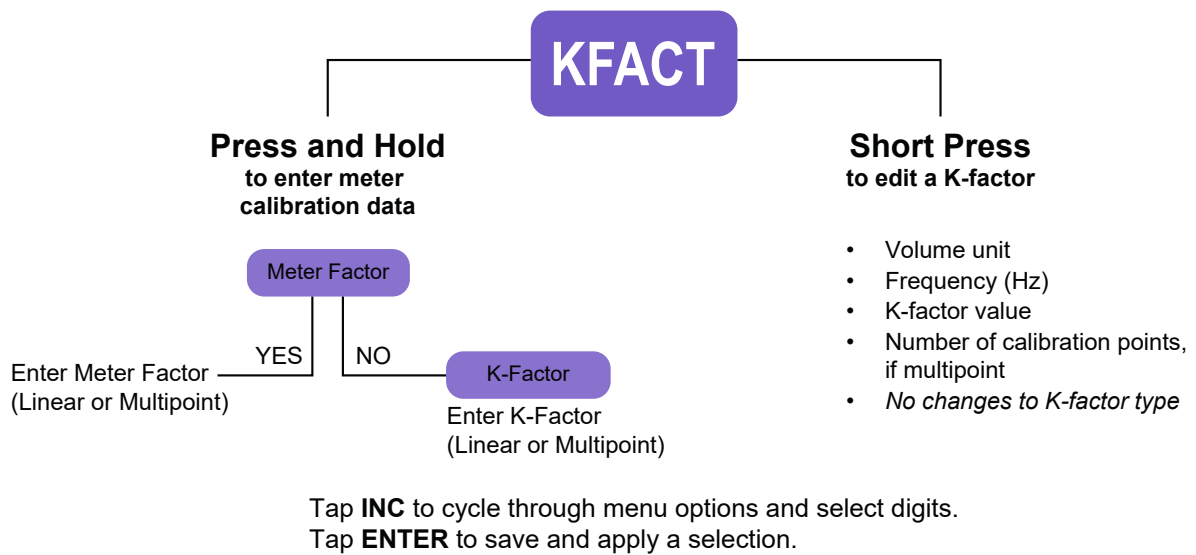 KFACT
Press and Hold
to enter meter
calibration data
Meter Factor
YES
NO
Enter Meter Factor
(Linear or Multipoint)
K-Factor
Enter K-Factor
(Linear or Multipoint)
Short Press
to edit a K-factor
• Volume unit
• Frequency (Hz)
• K-factor value
• Number of calibration points,
if multipoint
• No changes to K-factor type
Tap INC to cycle through menu options and select digits.
Tap ENTER to save and apply a selection.